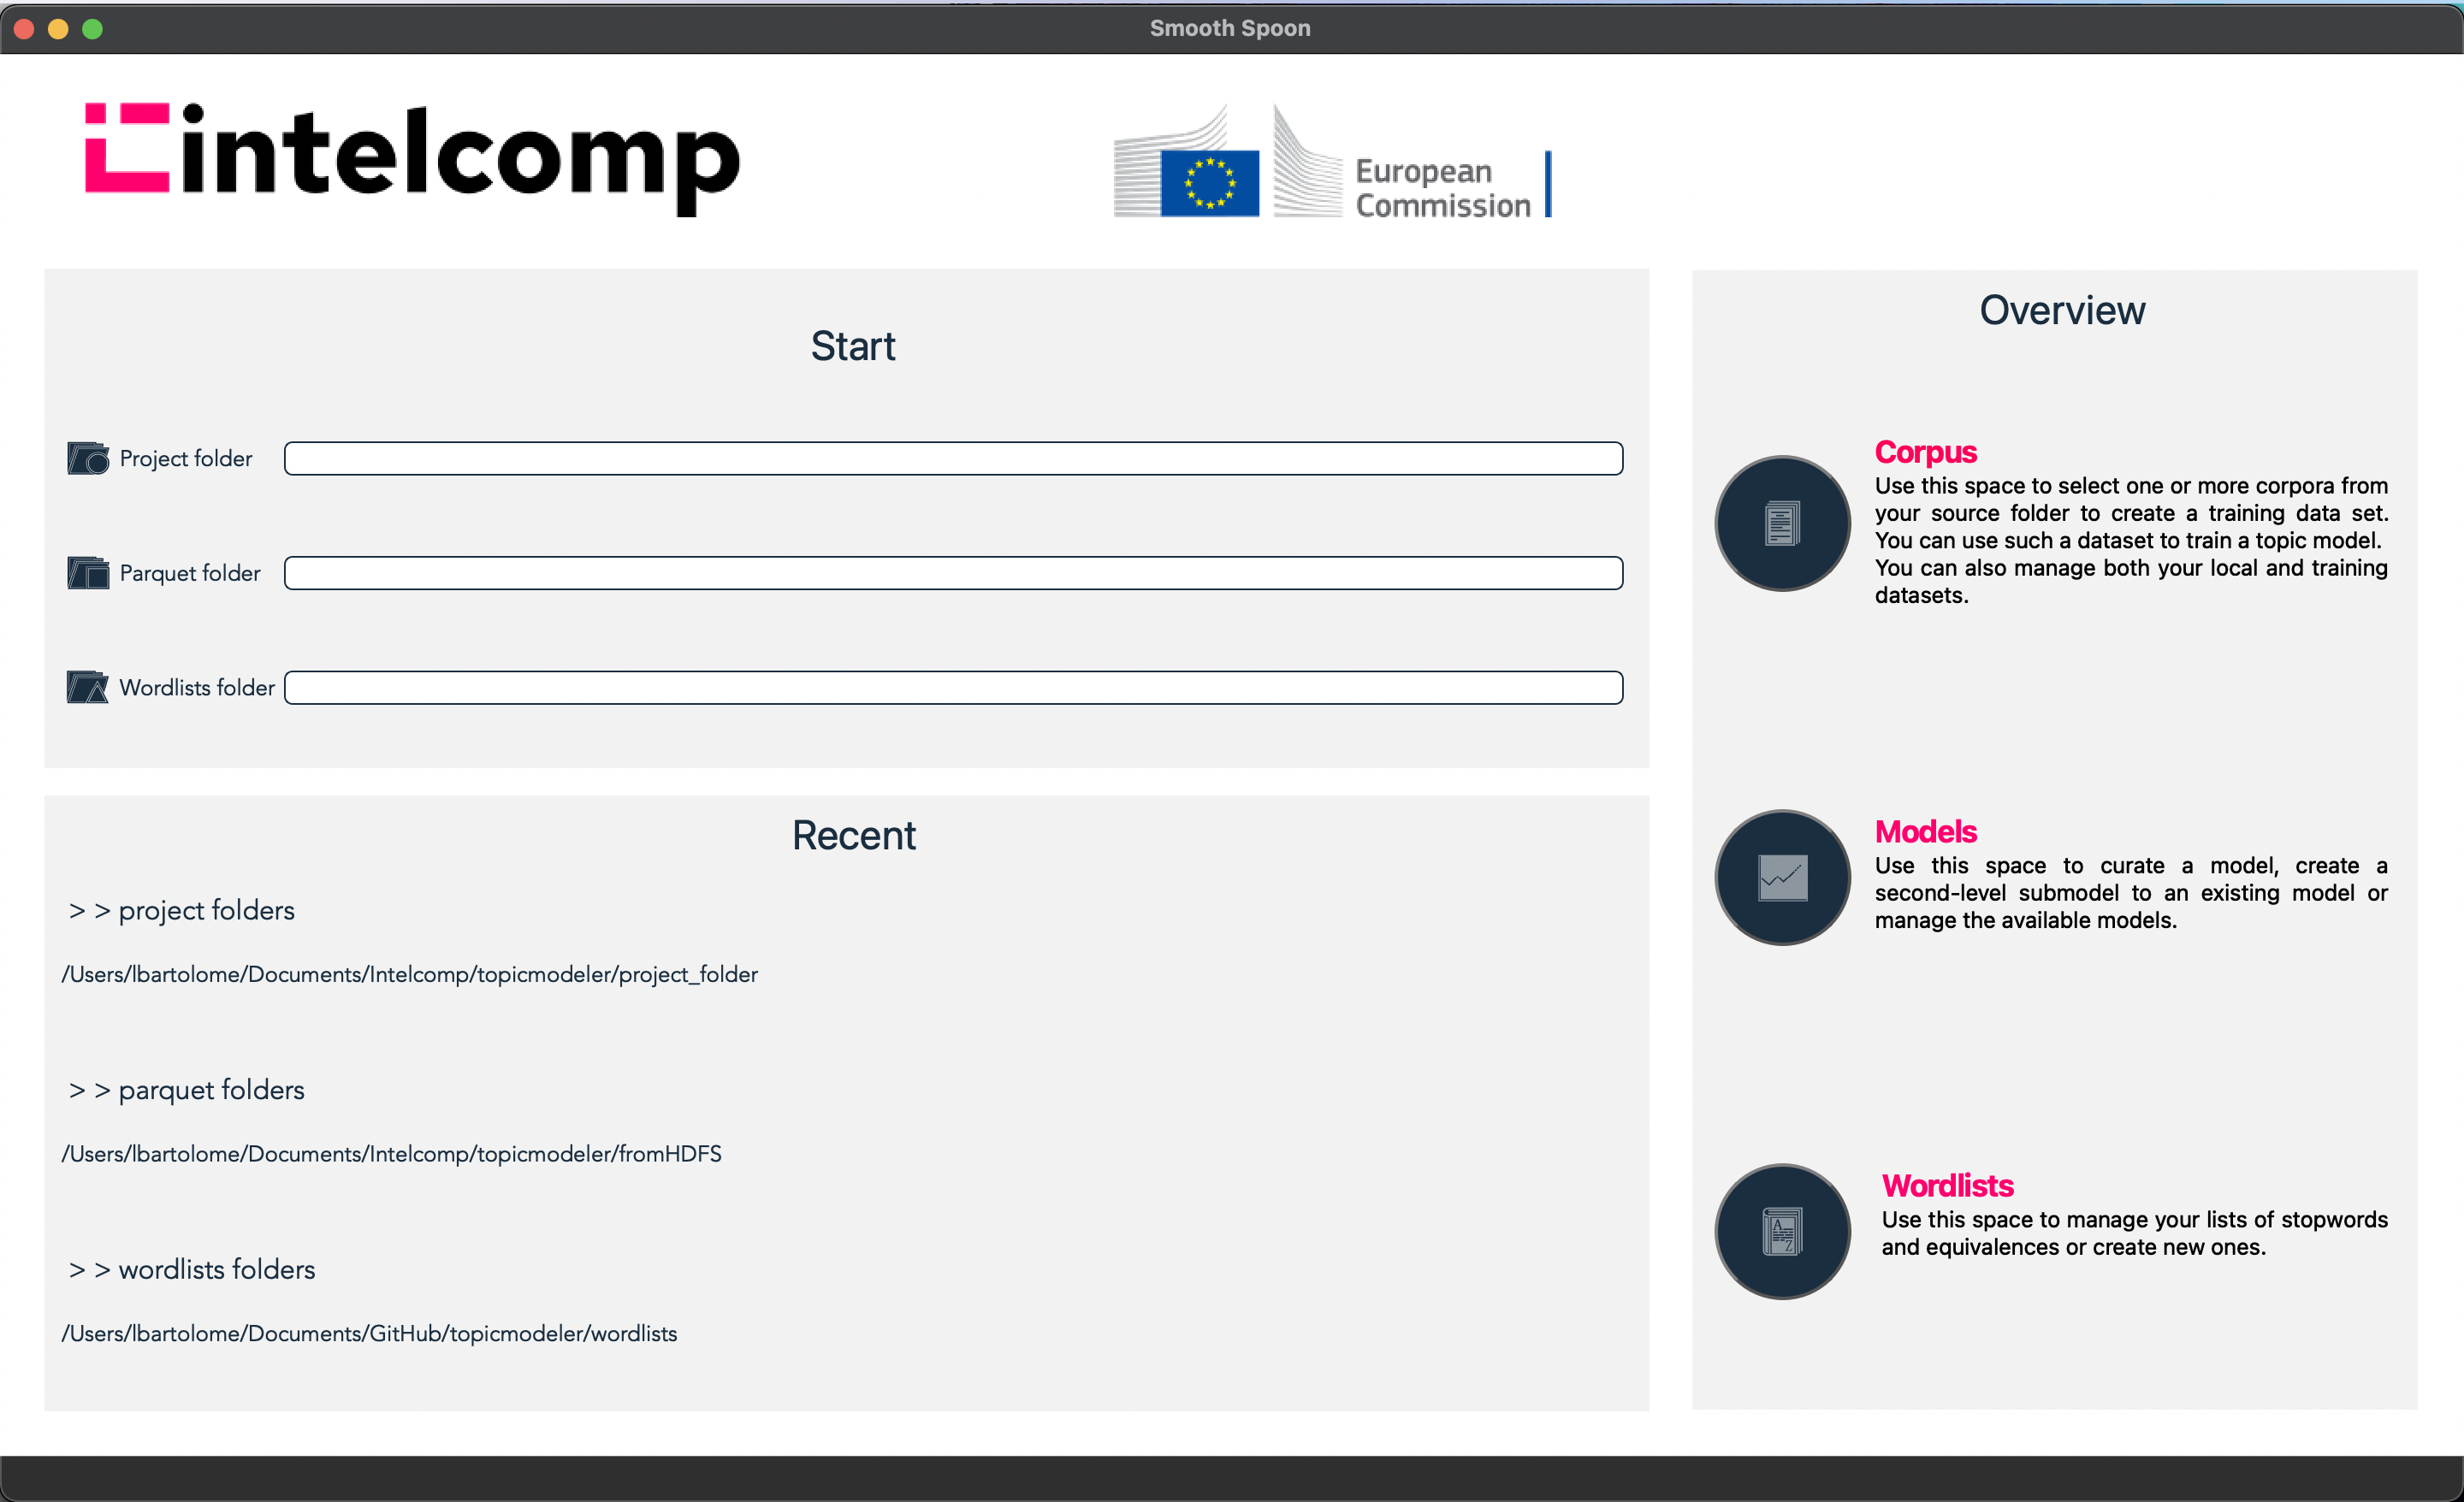 Smooth Spoon
intelcomp
European
Commission
Start
Project folder
Parquet folder
Wordlists folder
Recent
> > project folders
/Users/lbartolome/Documents/Intelcomp/topicmodeler/project_folder
> > parquet folders
/Users/lbartolome/Documents/Intelcomp/topicmodeler/fromHDFS
> > wordlists folders
/Users/lbartolome/Documents/GitHub/topicmodeler/wordlists
Overview
Corpus
Use this space to select one or more corpora from
your source folder to create a training data set.
You can use such a dataset to train a topic model.
You can also manage both your local and training
datasets.
Models
Use this space to curate a model, create a
second-level submodel to an existing model or
manage the available models.
A
Z
Wordlists
Use this space to manage your lists of stopwords
and equivalences or create new ones.